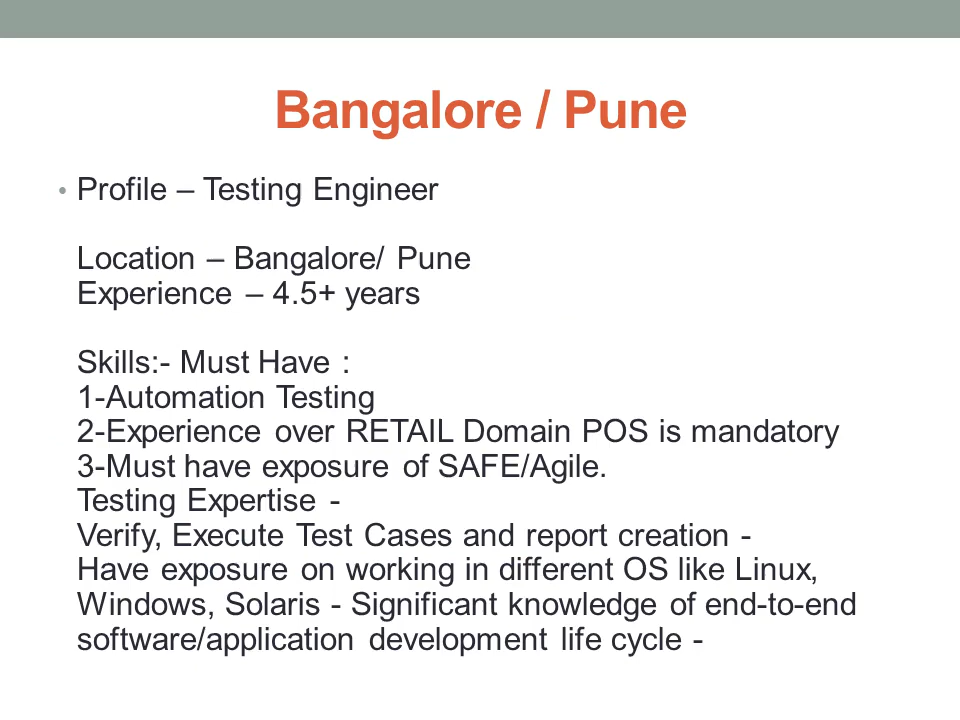 Bangalore / Pune
• Profile – Testing Engineer
Location – Bangalore/ Pune
Experience – 4.5+ years
Skills:- Must Have :
1-Automation Testing
2-Experience over RETAIL Domain POS is mandatory
3-Must have exposure of SAFE/Agile.
Testing Expertise -
Verify, Execute Test Cases and report creation -
Have exposure on working in different OS like Linux,
Windows, Solaris - Significant knowledge of end-to-end
software/application development life cycle -